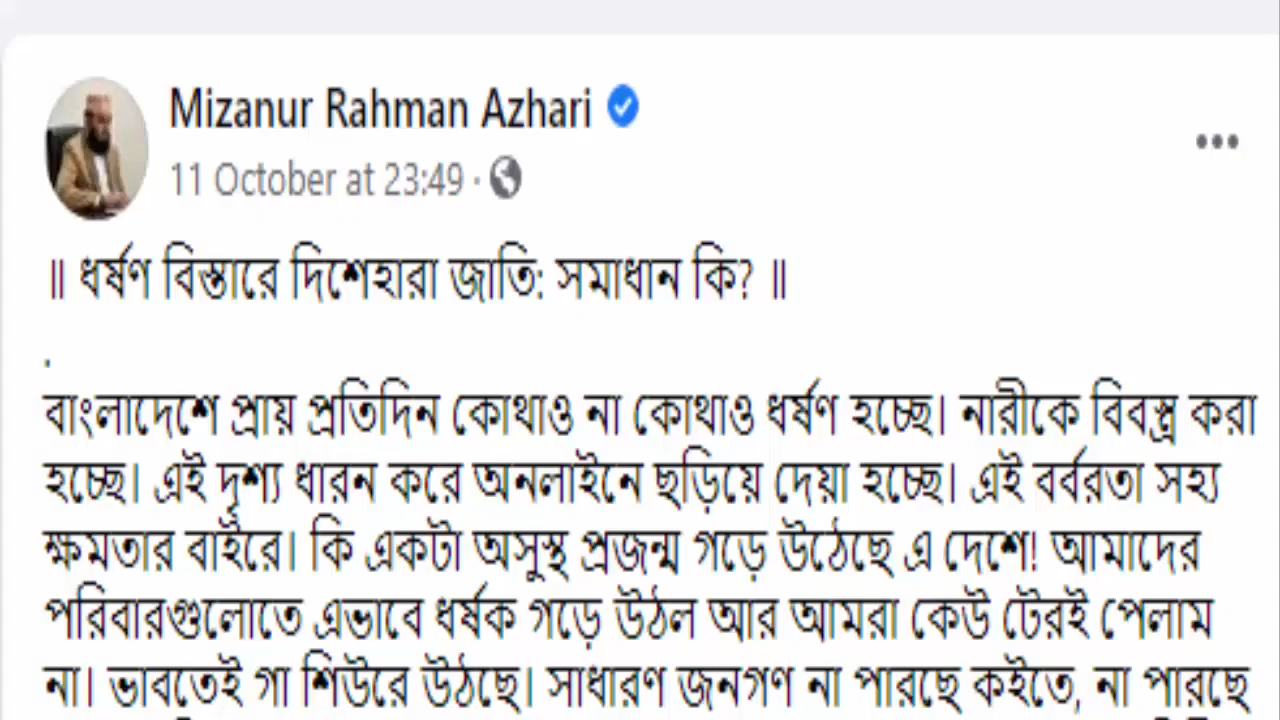 Mizanur Rahman Azhari
11 October at 23:49 ·
॥ ধর্ষণ বিস্তারে দিশেহারা জাতি: সমাধান কি? ॥
.
বাংলাদেশে প্রায় প্রতিদিন কোথাও না কোথাও ধর্ষণ হচ্ছে। নারীকে বিবস্ত্র করা
হচ্ছে। এই দৃশ্য ধারন করে অনলাইনে ছড়িয়ে দেয়া হচ্ছে। এই বর্বরতা সহ্য
ক্ষমতার বাইরে। কি একটা অসুস্থ প্রজন্ম গড়ে উঠেছে এ দেশে! আমাদের
পরিবারগুলোতে এভাবে ধর্ষক গড়ে উঠল আর আমরা কেউ টেরই পেলাম
না। ভাবতেই গা শিউরে উঠছে। সাধারণ জনগণ না পারছে কইতে, না পারছে